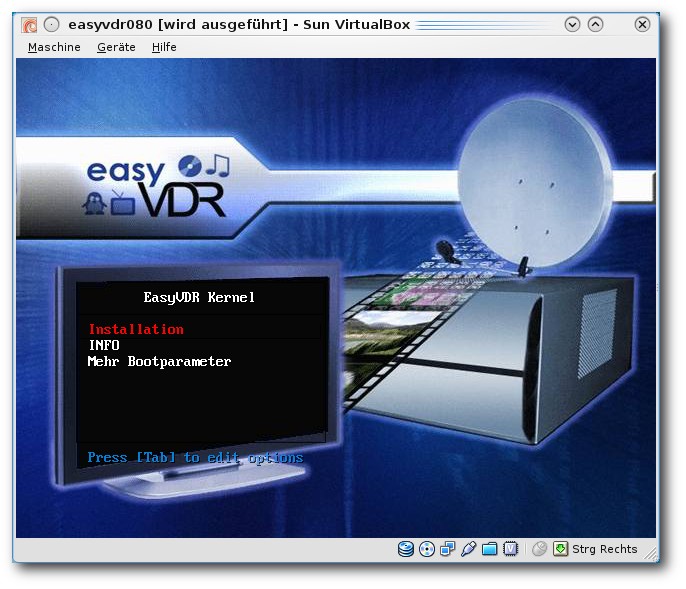 easyvdr080 [wird ausgeführt] - Sun VirtualBox
Maschine Geräte Hilfe
easy
VDR
EasyVDR Kernel
Installation
INFO
Mehr Bootparameter
Press [Tab] to edit options
Strg Rechts